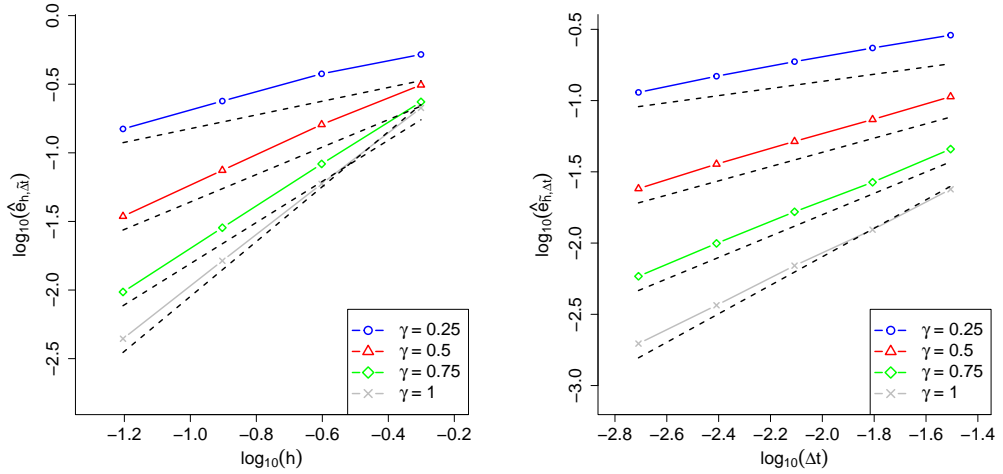 0.0
−0.5
−1.0
−1.5
−2.0
−2.5
log10(ê h,Δ̃t)
−1.2
−1.0
−0.8
−0.6
−0.4
−0.2
log10(h)
γ = 0.25
γ = 0.5
γ = 0.75
γ = 1
−0.5
−1.0
−1.5
−2.0
−2.5
−3.0
log10(ê h̃,Δt)
−2.8
−2.6
−2.4
−2.2
−2.0
−1.8
−1.6
−1.4
log10(Δt)
γ = 0.25
γ = 0.5
γ = 0.75
γ = 1